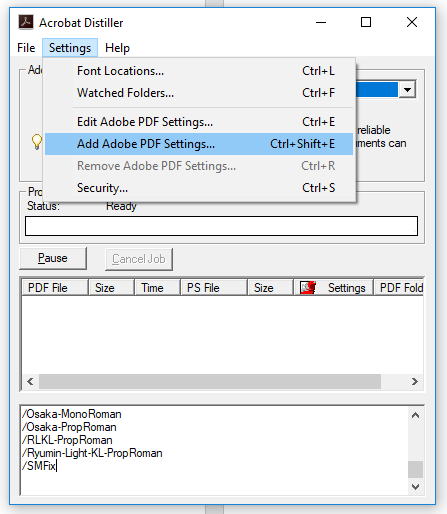 Acrobat Distiller
File Settings Help
Font Locations... Ctrl+L
Watched Folders... Ctrl+F
Edit Adobe PDF Settings... Ctrl+E
Add Adobe PDF Settings... Ctrl+Shift+E
Remove Adobe PDF Settings... Ctrl+R
Security... Ctrl+S
Ado
reliable
ments can
Pro
Status: Ready
Pause Cancel Job
PDF File Size Time PS File Size Settings PDF Fold
/Osaka-MonoRoman
/Osaka-PropRoman
/RLKL-PropRoman
/Ryumin-Light-KL-PropRoman
/SMFix